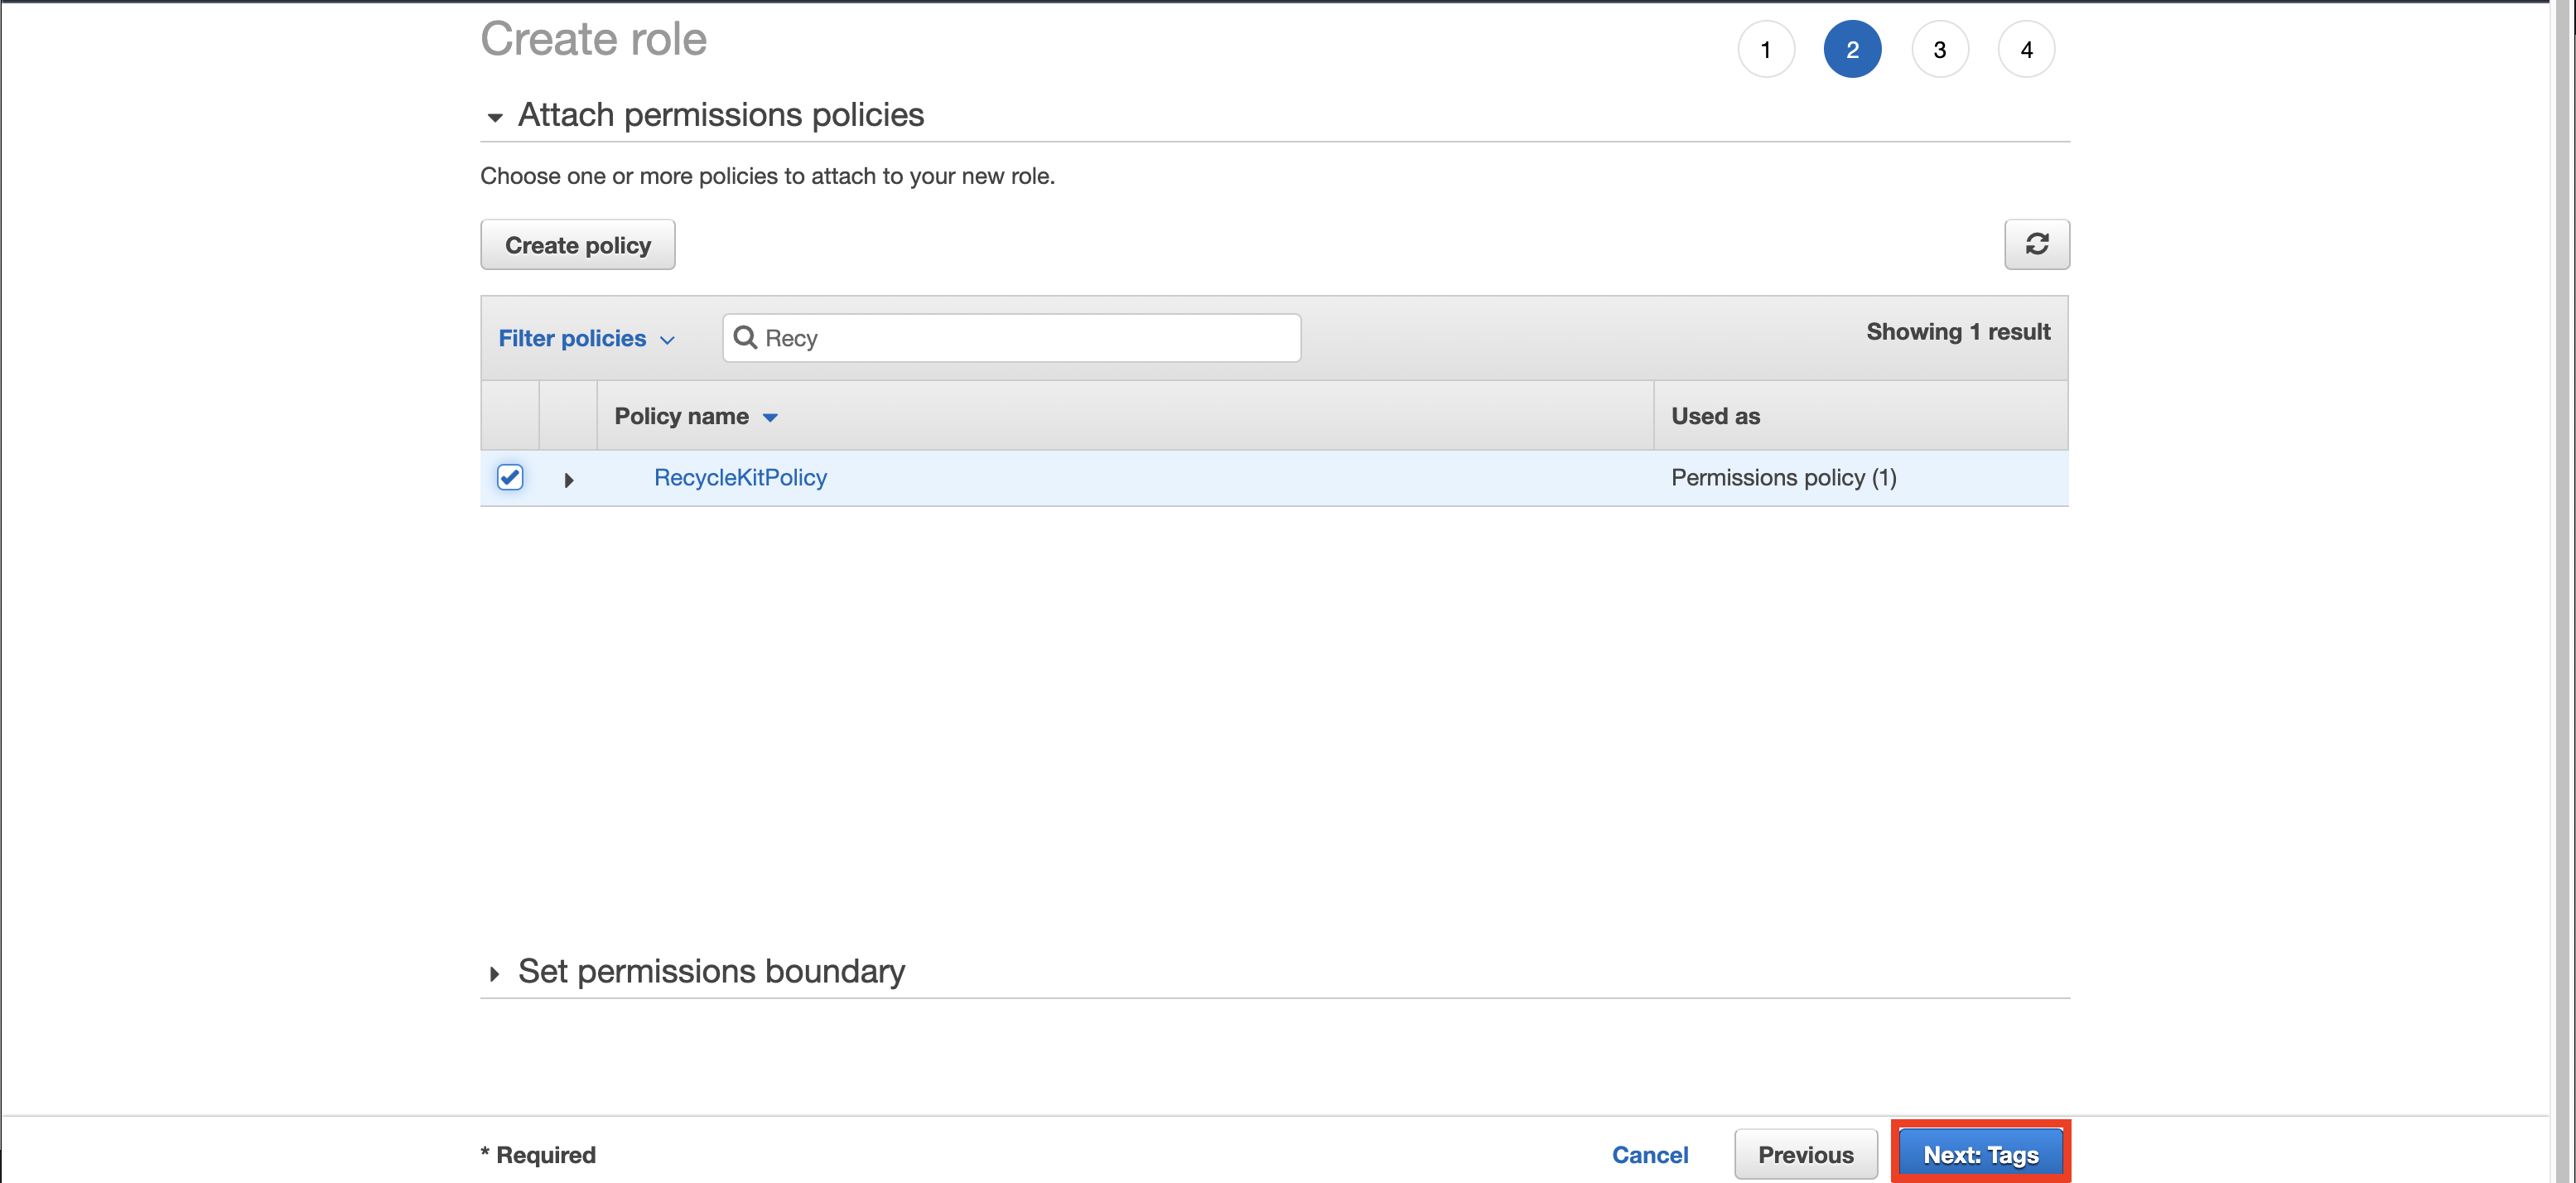 Create role
1 2 3 4
Attach permissions policies
Choose one or more policies to attach to your new role.
Create policy
Filter policies Recy Showing 1 result
Policy name Used as
RecycleKitPolicy Permissions policy (1)
Set permissions boundary
* Required Cancel Previous Next: Tags